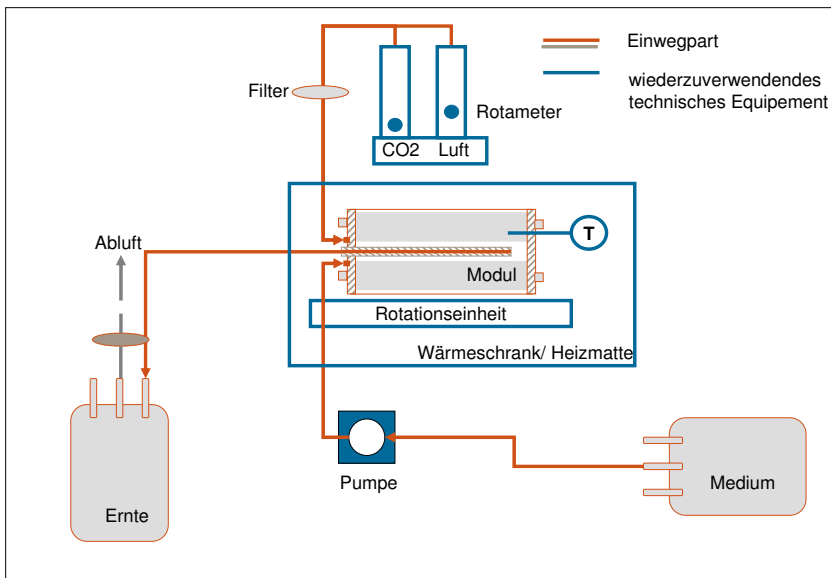 Einwegpart
wiederzuverwendendes
technisches Equipement
Filter
Rotameter
CO2
Luft
Abluft
T
Modul
Rotationseinheit
Wärmeschrank/ Heizmatte
Pumpe
Ernte
Medium